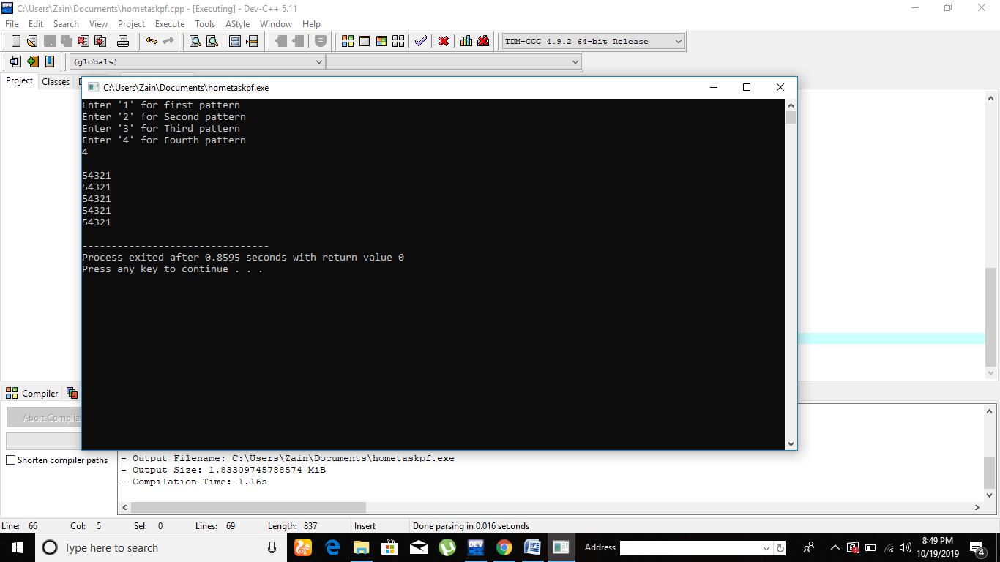 C:\Users\Zain\Documents\hometaskpf.cpp - [Executing] - Dev-C++ 5.11
File Edit Search View Project Execute Tools AStyle Window Help
TDM-GCC 4.9.2 64-bit Release
(globals)
Project Classes
C:\Users\Zain\Documents\hometaskpf.exe
Enter '1' for first pattern
Enter '2' for Second pattern
Enter '3' for Third pattern
Enter '4' for Fourth pattern
4
54321
54321
54321
54321
54321
--------------------------------
Process exited after 0.8595 seconds with return value 0
Press any key to continue . . .
Compiler
Abort Compilat
Shorten compiler paths
- Output Filename: C:\Users\Zain\Documents\hometaskpf.exe
- Output Size: 1.83309745788574 MiB
- Compilation Time: 1.16s
Line: 66 Col: 5 Sel: 0 Lines: 69 Length: 837 Insert Done parsing in 0.016 seconds
Type here to search
DEV
Address
8:49 PM
10/19/2019
4